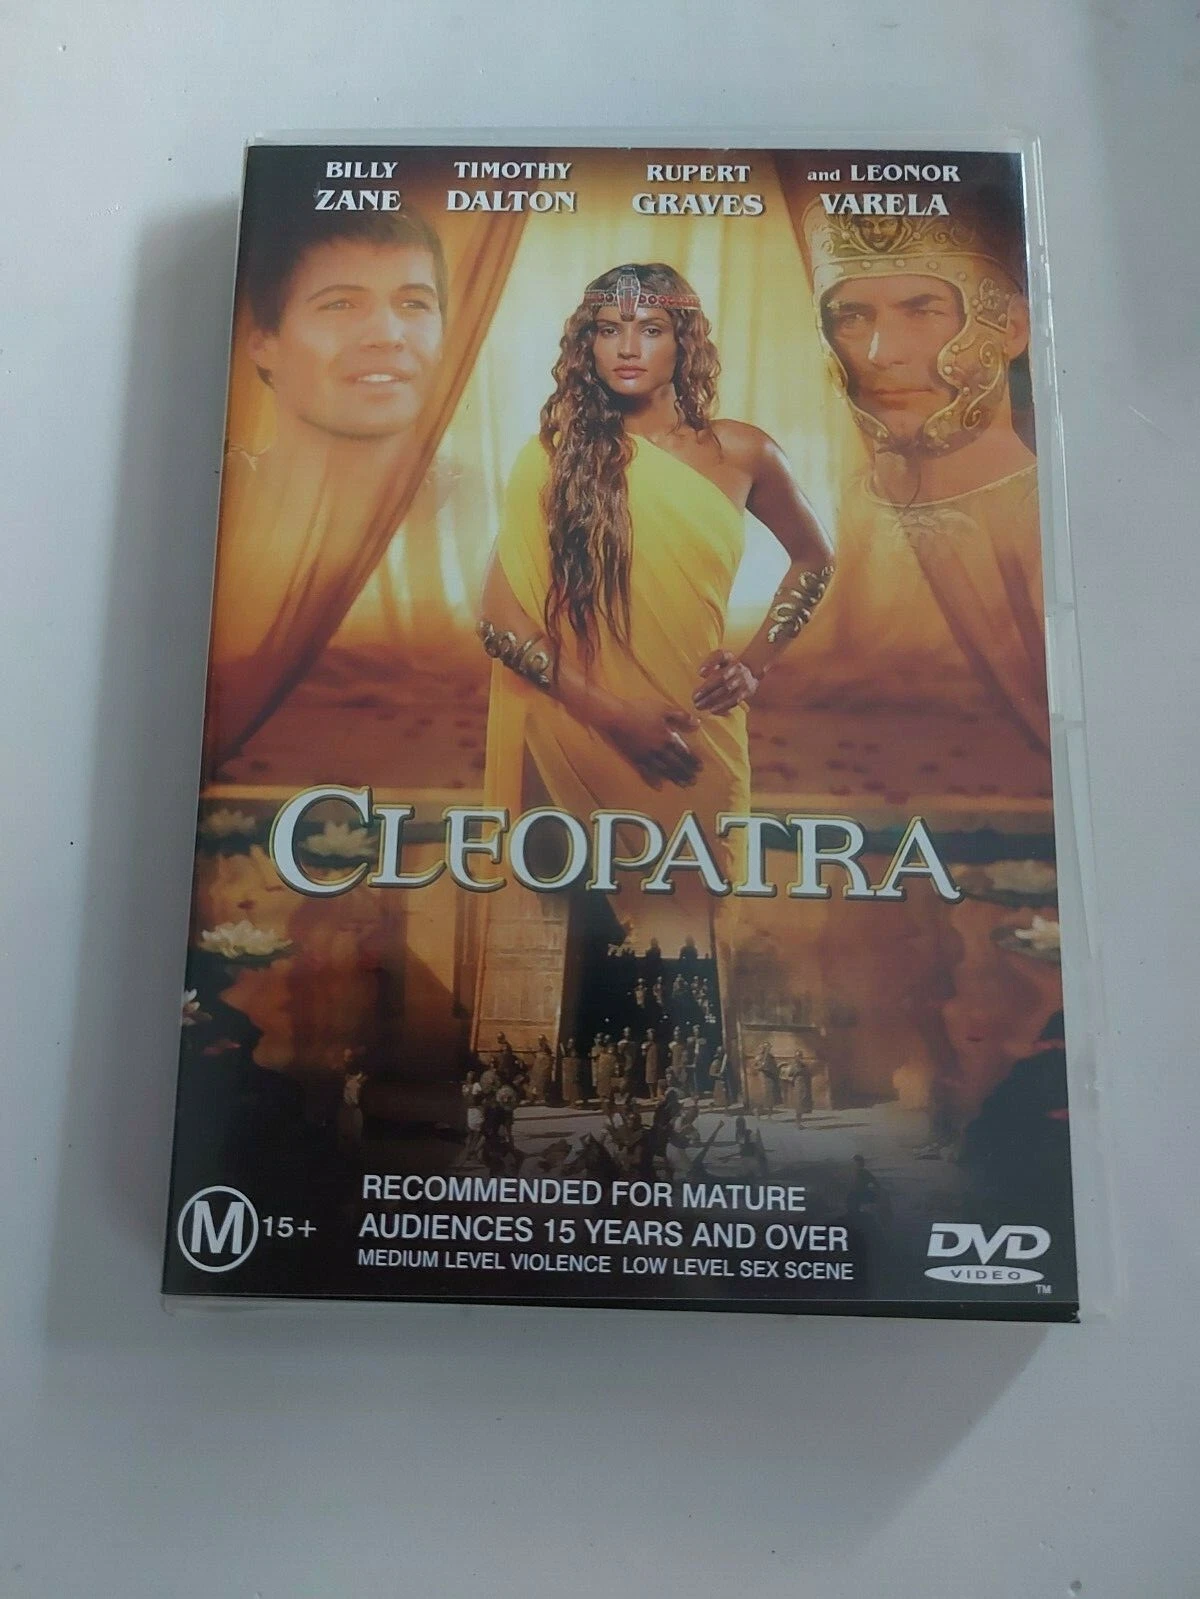 BILLY TIMOTHY RUPERT and LEONOR
ZANE DALTON GRAVES VARELA
CLEOPATRA
RECOMMENDED FOR MATURE
M 15+ AUDIENCES 15 YEARS AND OVER
MEDIUM LEVEL VIOLENCE LOW LEVEL SEX SCENE
DVD
VIDEO
TM